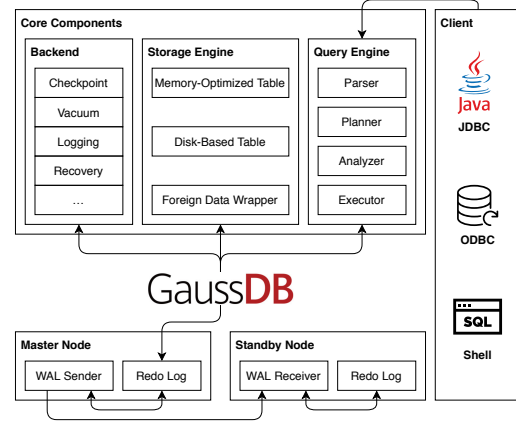 Core Components
Backend
Checkpoint
Vacuum
Logging
Recovery
...
Storage Engine
Memory-Optimized Table
Disk-Based Table
Foreign Data Wrapper
Query Engine
Parser
Planner
Analyzer
Executor
Client
Java
JDBC
ODBC
SQL
Shell
GaussDB
Master Node
WAL Sender
Redo Log
Standby Node
WAL Receiver
Redo Log